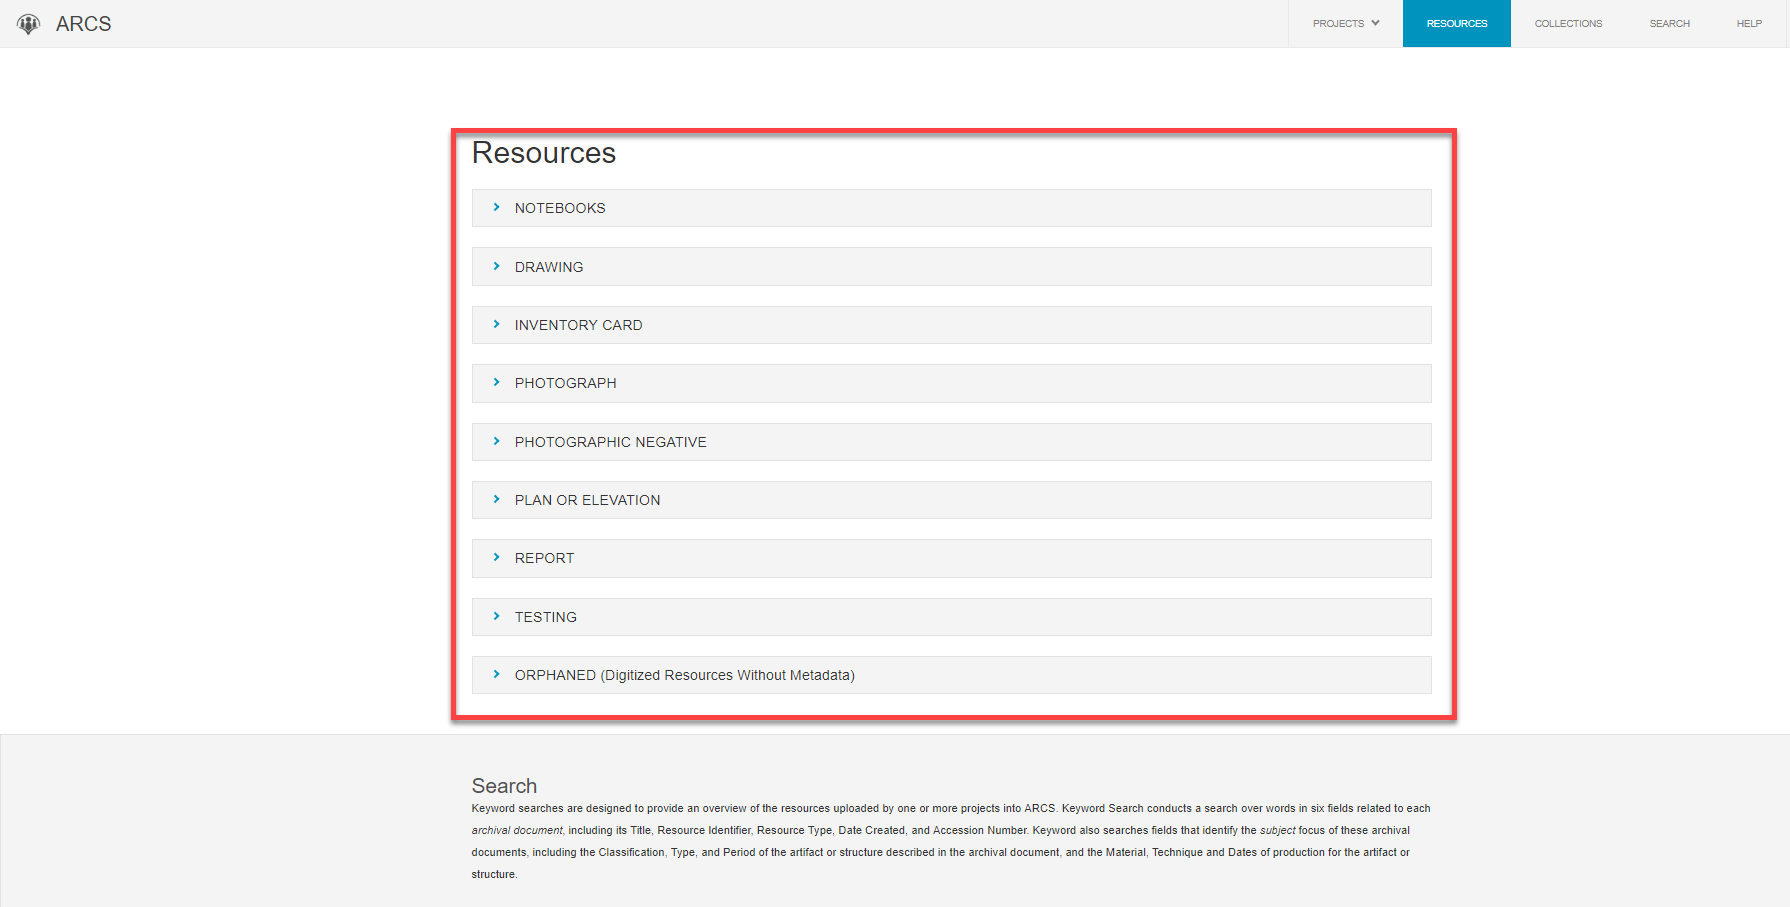 ARCS
PROJECTS
RESOURCES
COLLECTIONS
SEARCH
HELP
Resources
NOTEBOOKS
DRAWING
INVENTORY CARD
PHOTOGRAPH
PHOTOGRAPHIC NEGATIVE
PLAN OR ELEVATION
REPORT
TESTING
ORPHANED (Digitized Resources Without Metadata)
Search
Keyword searches are designed to provide an overview of the resources uploaded by one or more projects into ARCS. Keyword Search conducts a search over words in six fields related to each
archival document, including its Title, Resource Identifier, Resource Type, Date Created, and Accession Number. Keyword also searches fields that identify the subject focus of these archival
documents, including the Classification, Type, and Period of the artifact or structure described in the archival document, and the Material, Technique and Dates of production for the artifact or
structure.